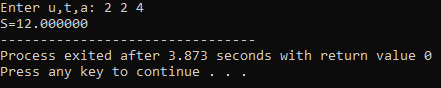 Enter u,t,a: 2 2 4
S=12.000000
--------------------------------
Process exited after 3.873 seconds with return value 0
Press any key to continue . . .